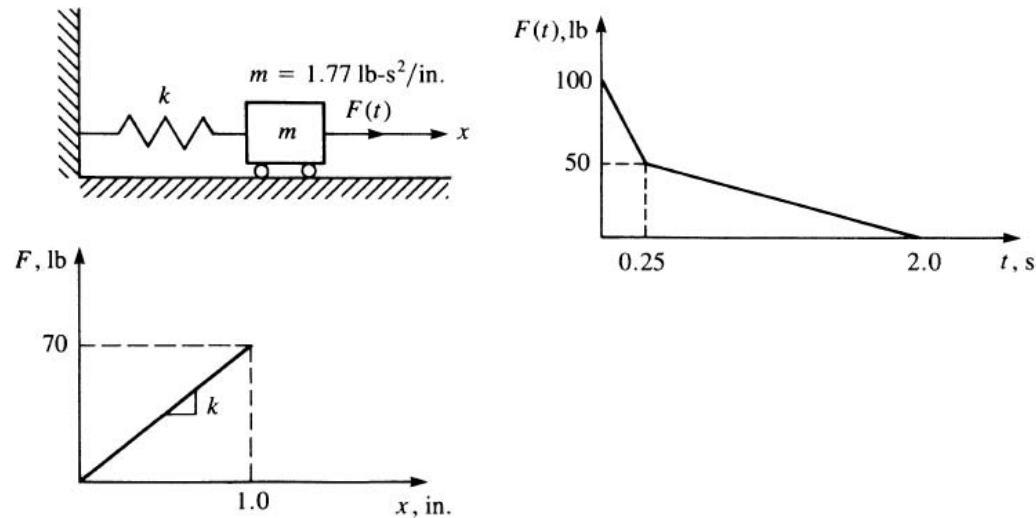 m = 1.77 lb-s²/in.
k
F(t)
m
x
F(t), lb
100
50
0.25
2.0
t, s
F, lb
70
k
1.0
x, in.